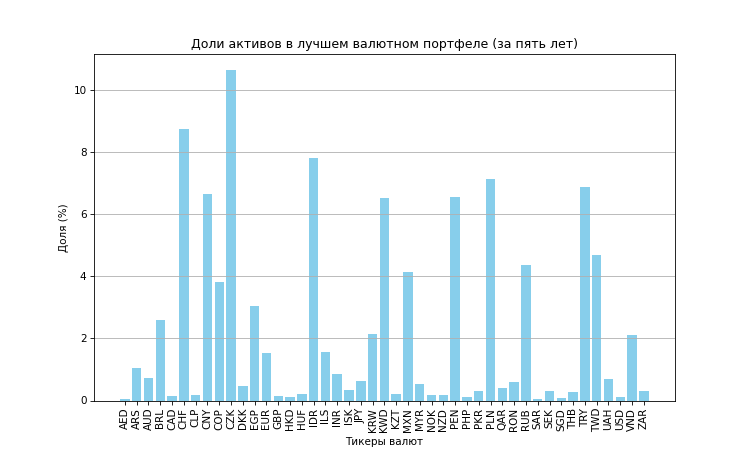 Доли активов в лучшем валютном портфеле (за пять лет)
Доля (%)
10
8
6
4
2
0
AED
ARS
AUD
BRL
CAD
CHF
CLP
CNY
COP
CZK
DKK
EGP
EUR
GBP
HKD
HUF
IDR
ILS
INR
ISK
JPY
KRW
KWD
KZT
MXN
MYR
NOK
NZD
PEN
PHP
PKR
PLN
QAR
RON
RUB
SAR
SEK
SGD
THB
TRY
TWD
UAH
USD
VND
ZAR
Тикеры валют